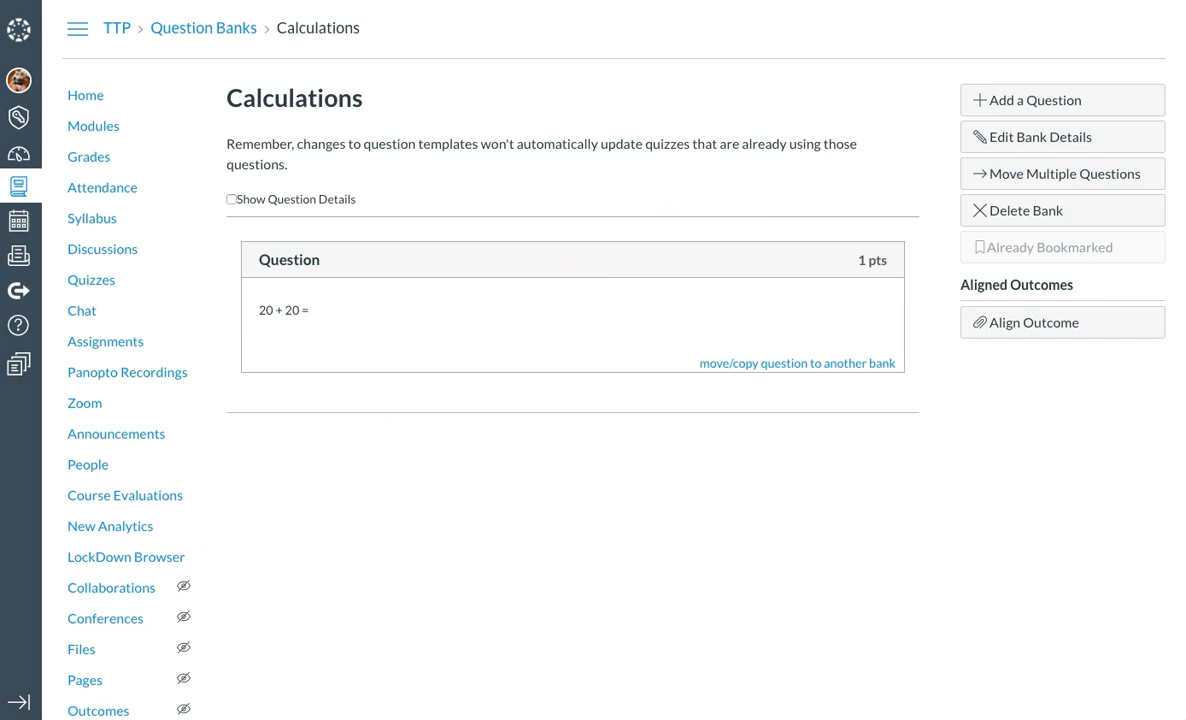 TTP > Question Banks > Calculations
Home
Modules
Grades
Attendance
Syllabus
Discussions
Quizzes
Chat
Assignments
Panopto Recordings
Zoom
Announcements
People
Course Evaluations
New Analytics
LockDown Browser
Collaborations
Conferences
Files
Pages
Outcomes
Calculations
Remember, changes to question templates won't automatically update quizzes that are already using those
questions.
Show Question Details
Question 1 pts
20 + 20 =
move/copy question to another bank
Add a Question
Edit Bank Details
Move Multiple Questions
Delete Bank
Already Bookmarked
Aligned Outcomes
Align Outcome